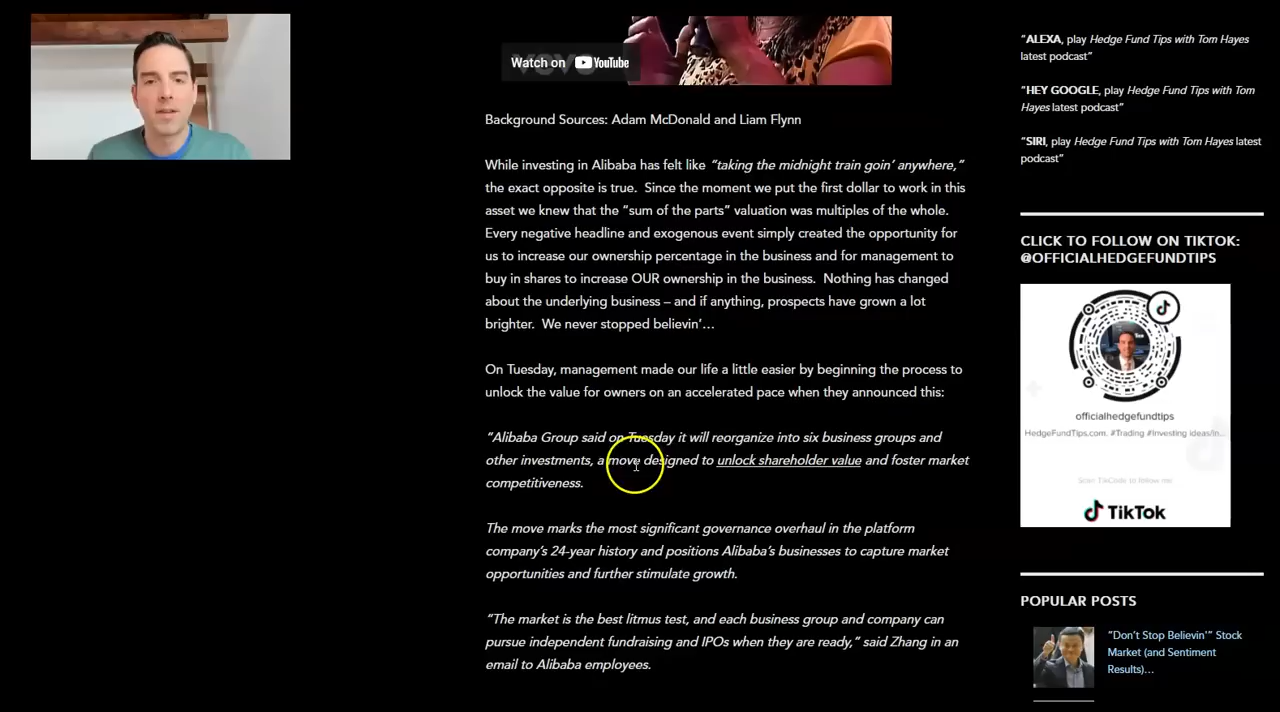 Watch on YouTube
Background Sources: Adam McDonald and Liam Flynn
While investing in Alibaba has felt like “taking the midnight train goin’ anywhere,”
the exact opposite is true.  Since the moment we put the first dollar to work in this
asset we knew that the “sum of the parts” valuation was multiples of the whole.
Every negative headline and exogenous event simply created the opportunity for
us to increase our ownership percentage in the business and for management to
buy in shares to increase OUR ownership in the business.  Nothing has changed
about the underlying business – and if anything, prospects have grown a lot
brighter.  We never stopped believin’…
On Tuesday, management made our life a little easier by beginning the process to
unlock the value for owners on an accelerated pace when they announced this:
“Alibaba Group said on Tuesday it will reorganize into six business groups and
other investments, a move designed to unlock shareholder value and foster market
competitiveness.
The move marks the most significant governance overhaul in the platform
company’s 24-year history and positions Alibaba’s businesses to capture market
opportunities and further stimulate growth.
“The market is the best litmus test, and each business group and company can
pursue independent fundraising and IPOs when they are ready,” said Zhang in an
email to Alibaba employees.
“ALEXA, play Hedge Fund Tips with Tom Hayes
latest podcast”
“HEY GOOGLE, play Hedge Fund Tips with Tom
Hayes latest podcast”
“SIRI, play Hedge Fund Tips with Tom Hayes latest
podcast”
CLICK TO FOLLOW ON TIKTOK:
@OFFICIALHEDGEFUNDTIPS
officialhedgefundtips
HedgeFundTips.com. #Trading #Investing ideas/in...
Scan TikCode to follow me
TikTok
POPULAR POSTS
“Don’t Stop Believin’” Stock
Market (and Sentiment
Results)…